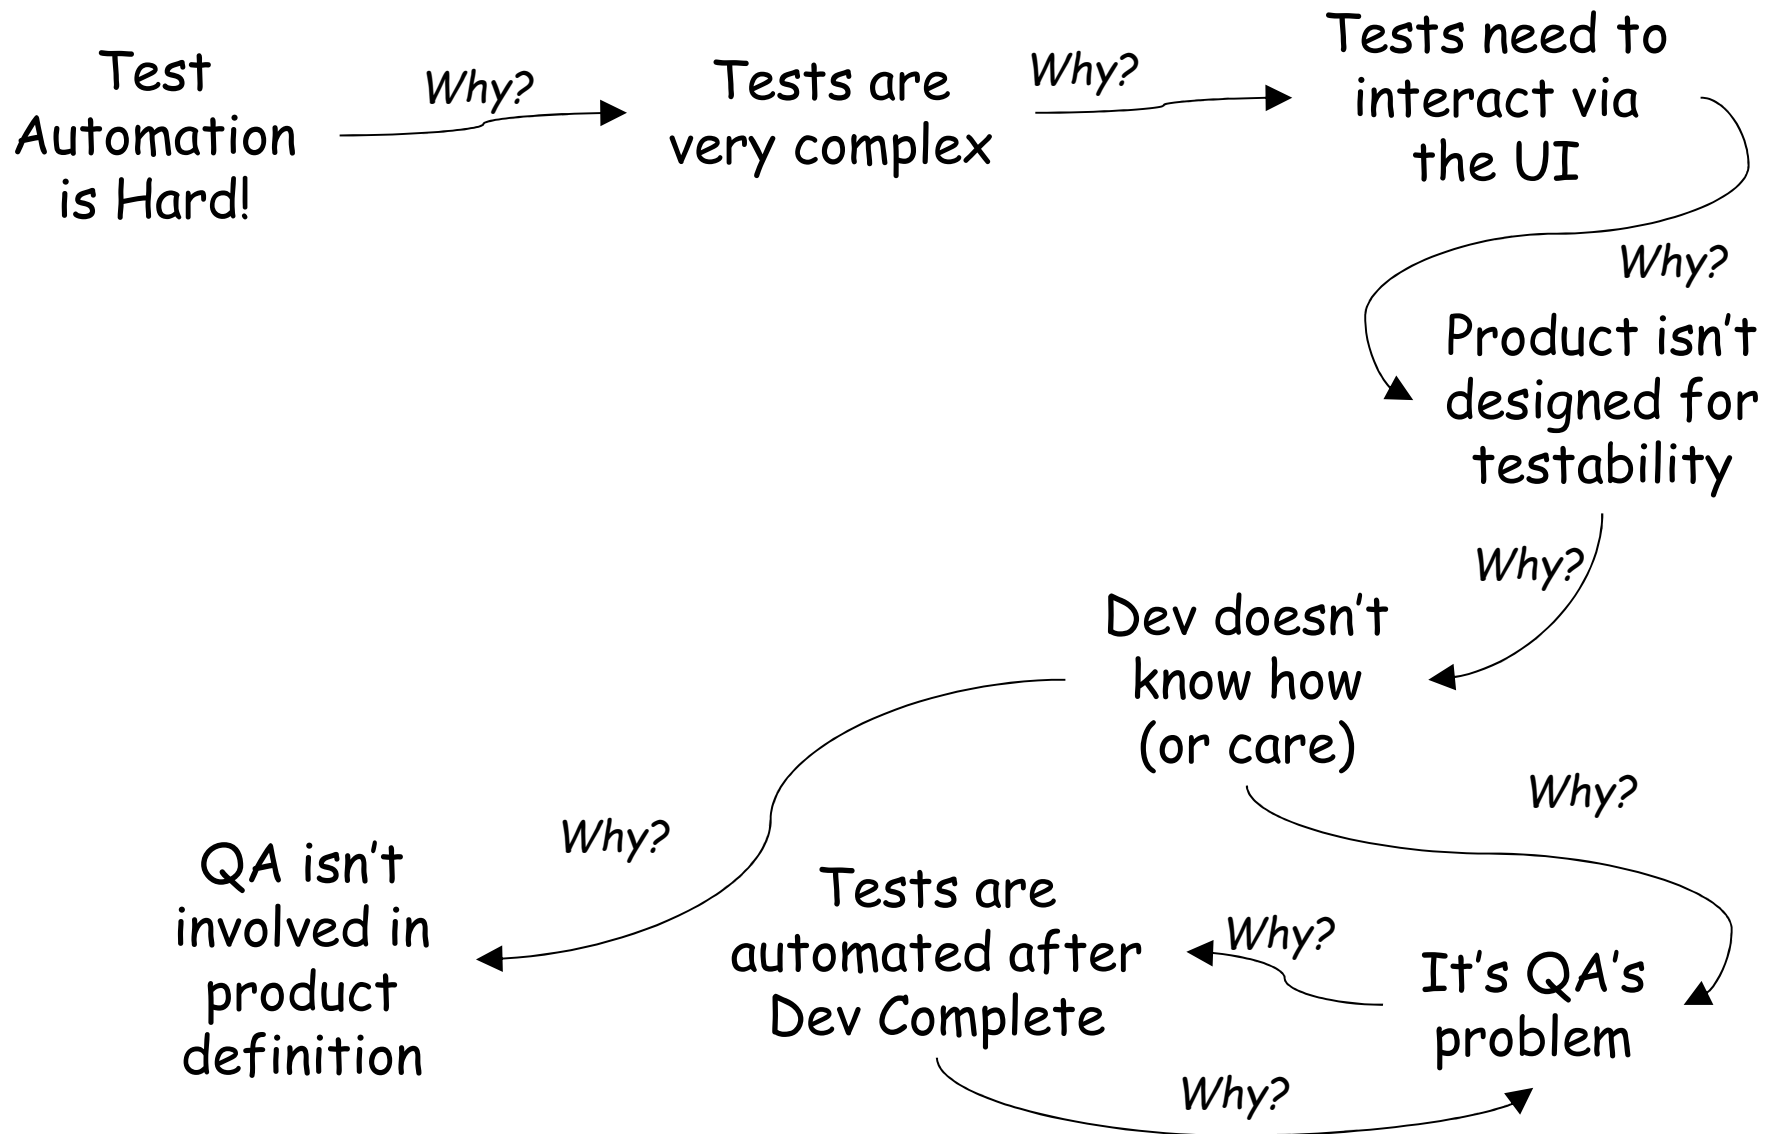 Test
Automation
is Hard!
Why?
Tests are
very complex
Why?
Tests need to
interact via
the UI
Why?
Product isn't
designed for
testability
Why?
Dev doesn't
know how
(or care)
Why?
QA isn't
involved in
product
definition
Why?
It's QA's
problem
Why?
Tests are
automated after
Dev Complete
Why?